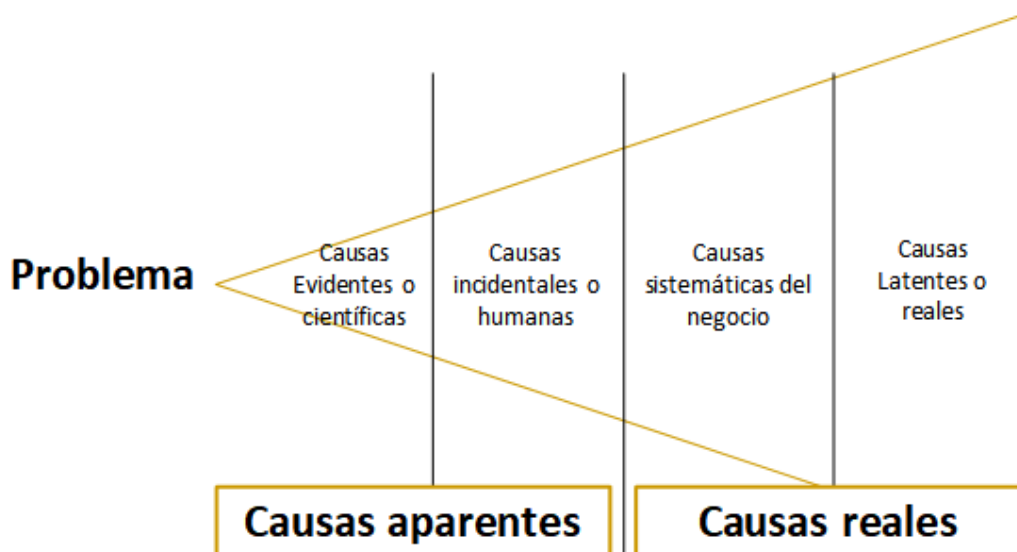 Problema
Causas
Evidentes o
científicas
Causas
incidentales o
humanas
Causas
sistemáticas del
negocio
Causas
Latentes o
reales
Causas aparentes
Causas reales